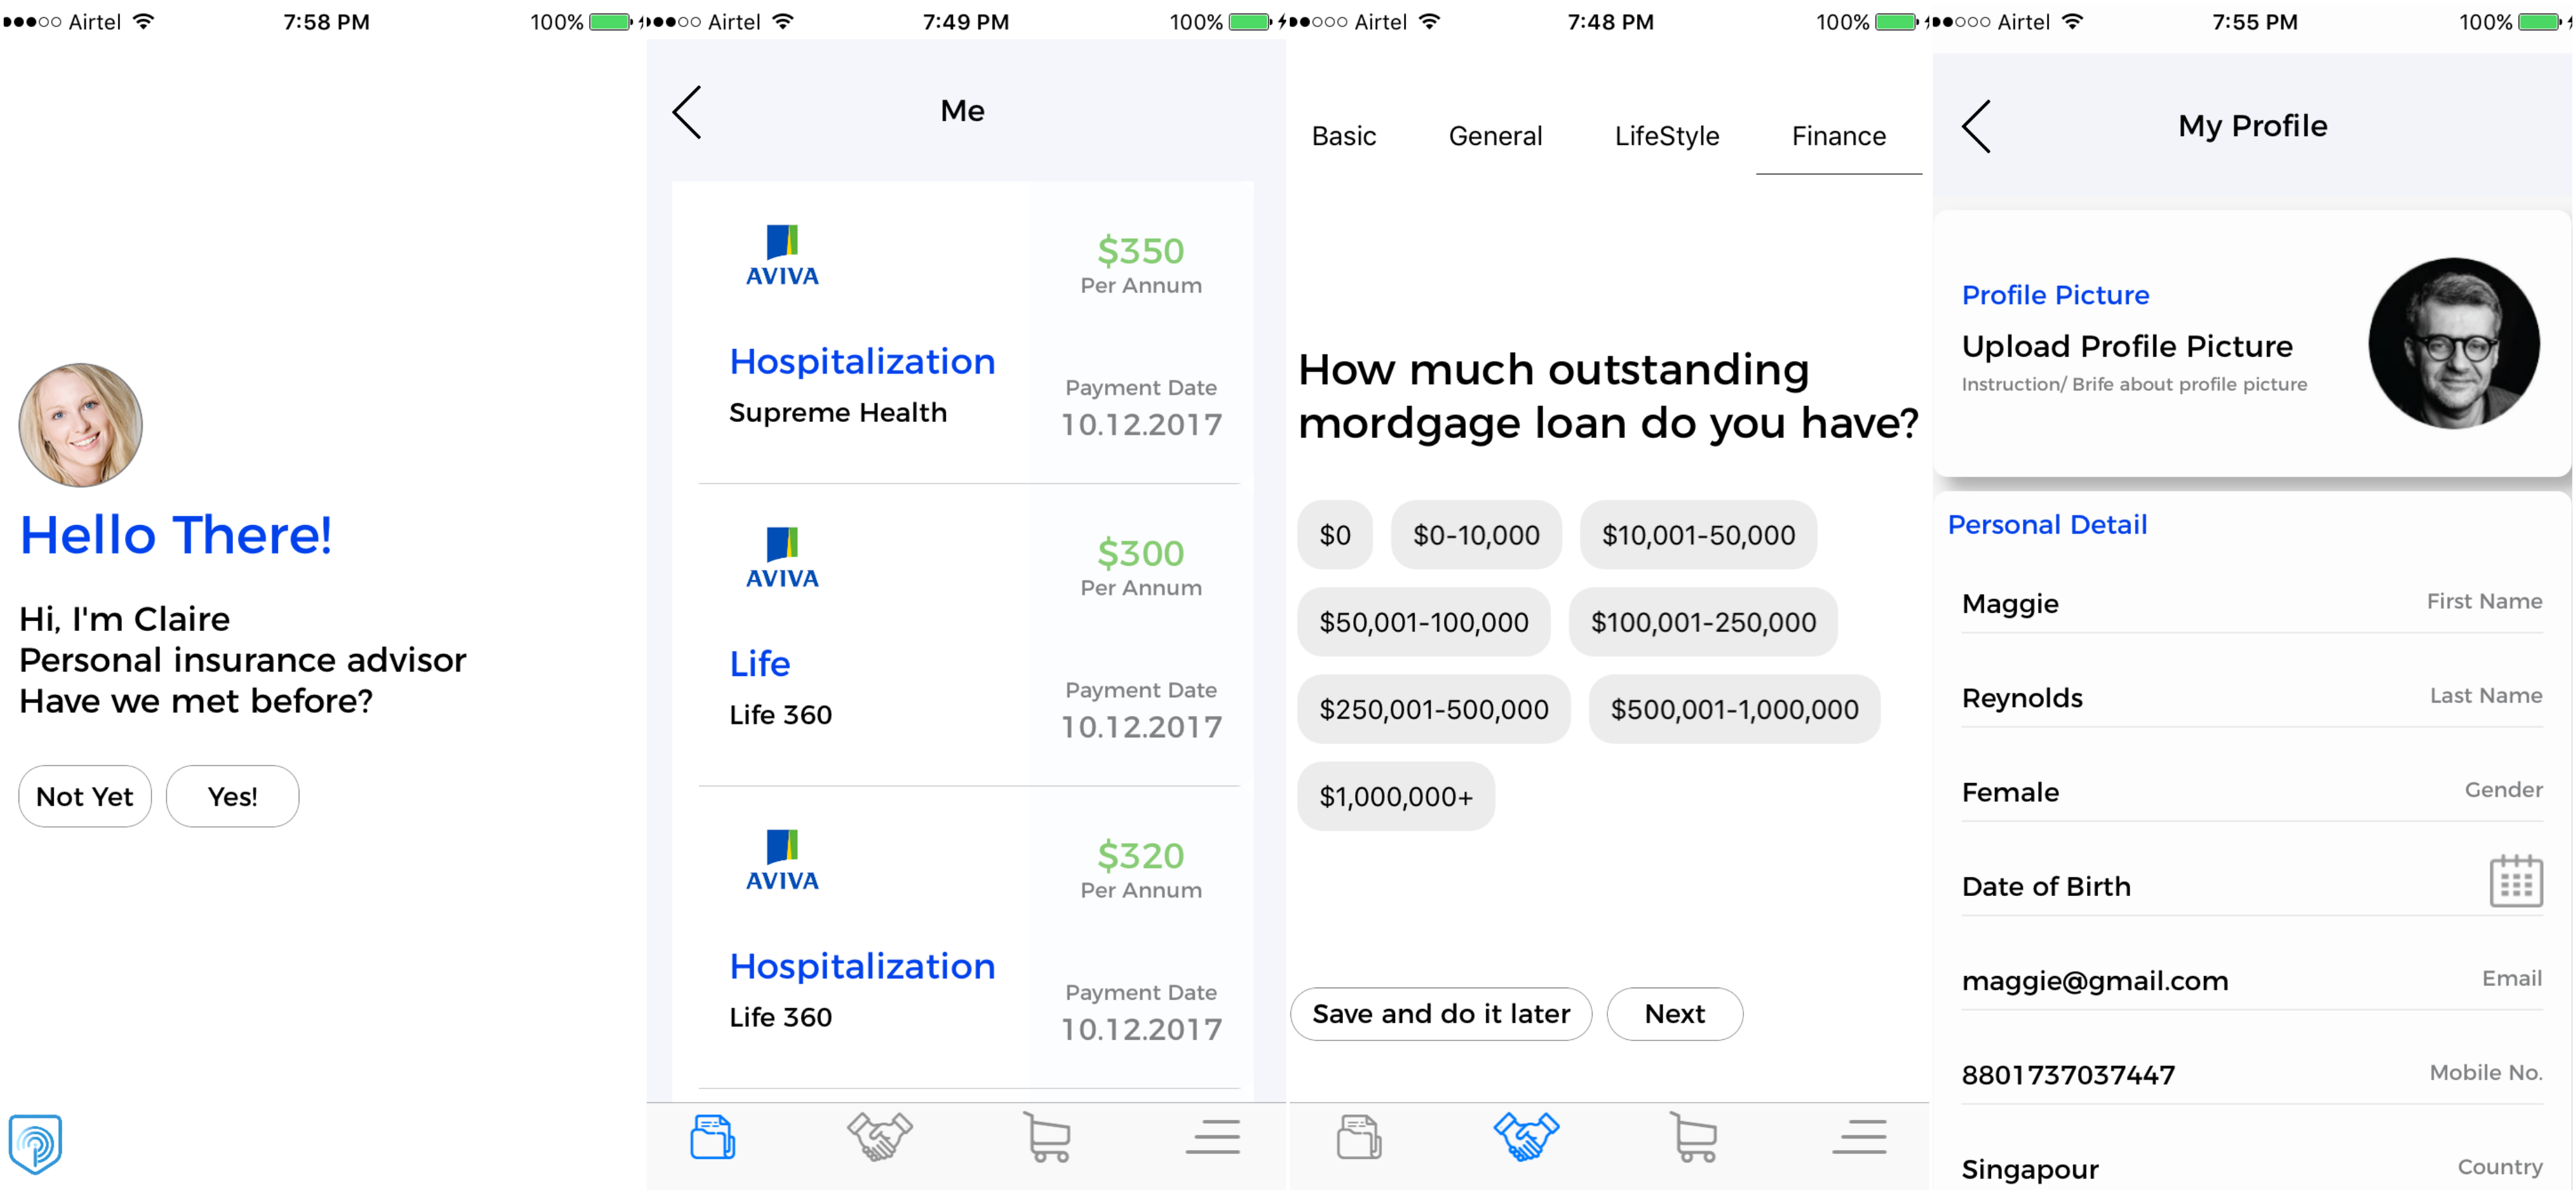 Airtel 7:58 PM 100%
Hello There!
Hi, I'm Claire
Personal insurance advisor
Have we met before?
Not Yet Yes!
Airtel 7:49 PM 100%
Me
AVIVA $350
Per Annum
Hospitalization
Payment Date
Supreme Health 10.12.2017
AVIVA $300
Per Annum
Life
Payment Date
Life 360 10.12.2017
AVIVA $320
Per Annum
Hospitalization
Payment Date
Life 360 10.12.2017
Airtel 7:48 PM 100%
Basic General LifeStyle Finance
How much outstanding
mordgage loan do you have?
$0 $0-10,000 $10,001-50,000
$50,001-100,000 $100,001-250,000
$250,001-500,000 $500,001-1,000,000
$1,000,000+
Save and do it later Next
Airtel 7:55 PM 100%
My Profile
Profile Picture
Upload Profile Picture
Instruction/ Brife about profile picture
Personal Detail
Maggie First Name
Reynolds Last Name
Female Gender
Date of Birth
maggie@gmail.com Email
8801737037447 Mobile No.
Singapour Country